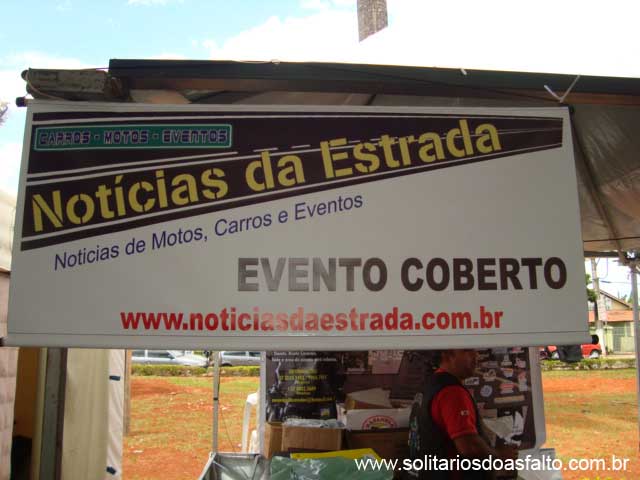 CARROS - MOTOS - EVENTOS
Notícias da Estrada
Noticias de Motos, Carros e Eventos
EVENTO COBERTO
www.noticiasdaestrada.com.br
www.solitariosdoasfalto.com.br